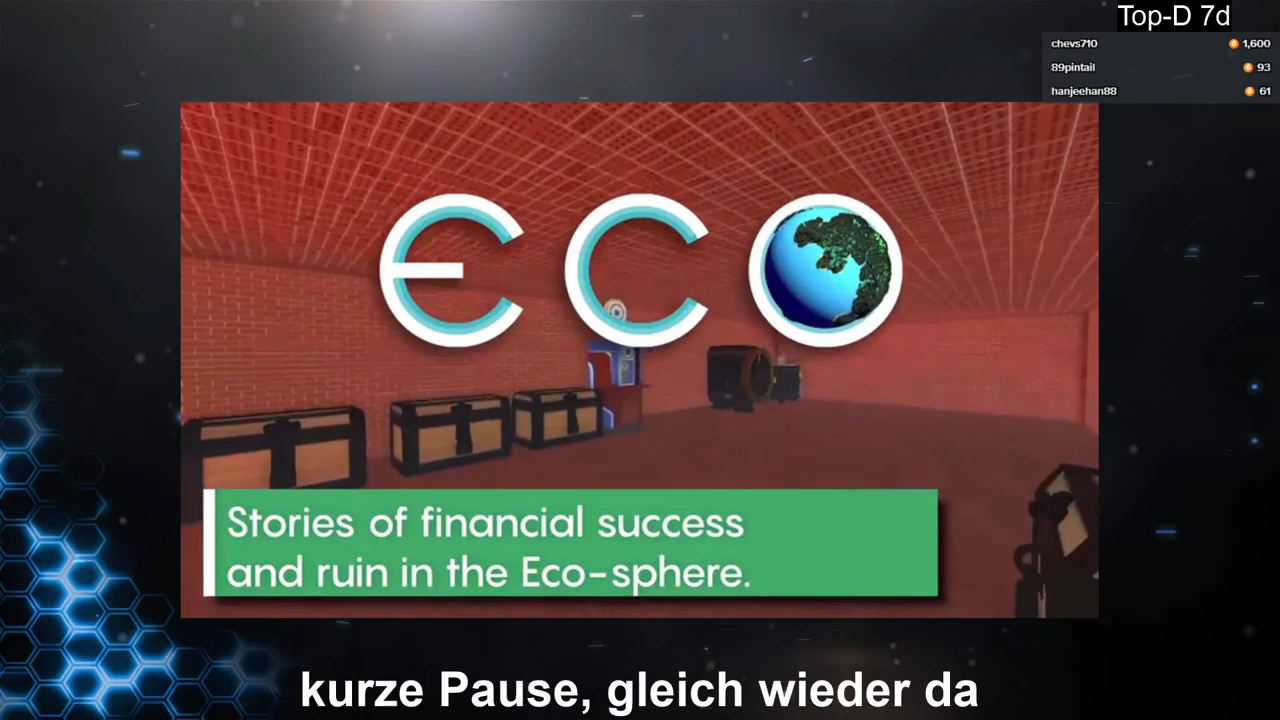 Top-D 7d
chevs710 1,600
89pintail 93
hanjeehan88 61
ECO
Stories of financial success
and ruin in the Eco-sphere.
kurze Pause, gleich wieder da